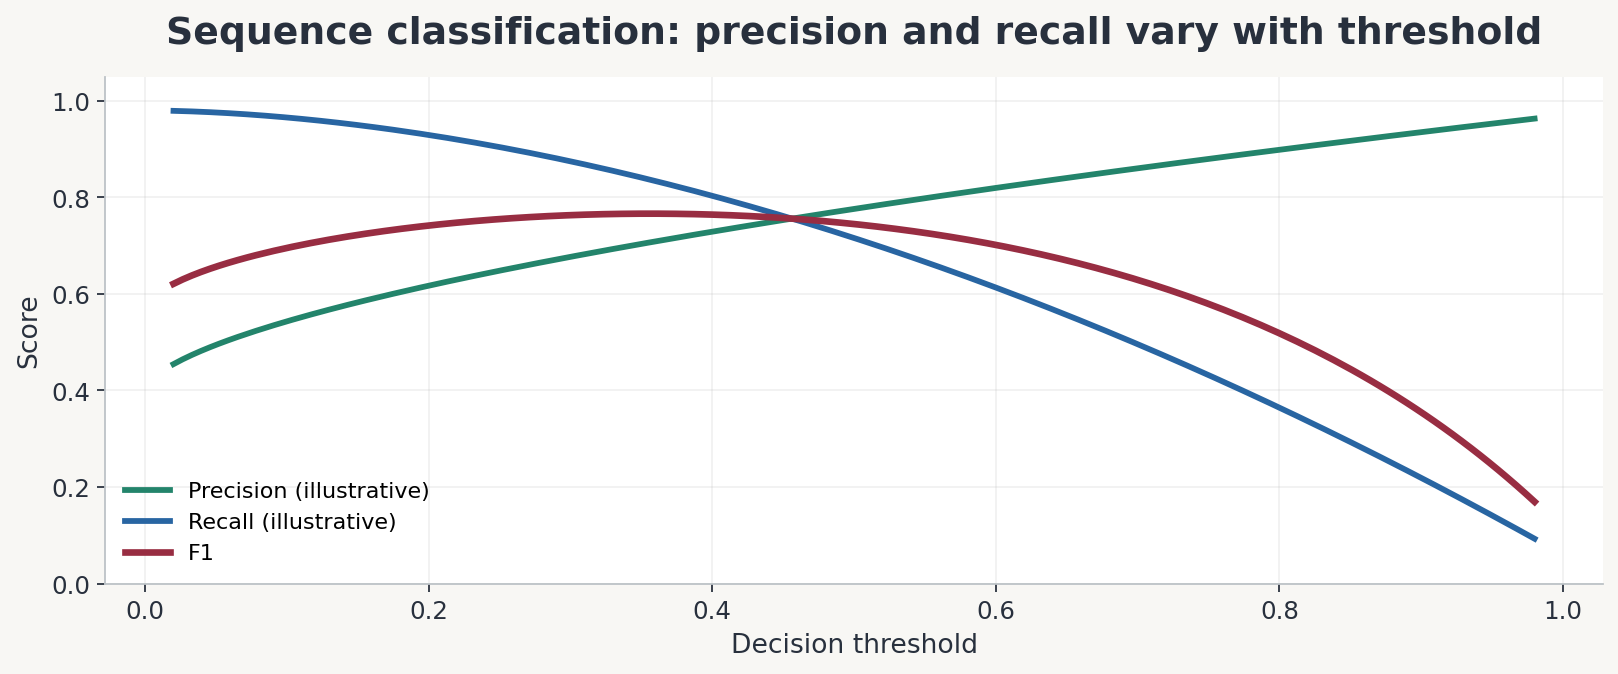 Sequence classification: precision and recall vary with threshold
1.0
0.8
0.6
0.4
0.2
0.0
Score
Precision (illustrative)
Recall (illustrative)
F1
0.0 0.2 0.4 0.6 0.8 1.0
Decision threshold